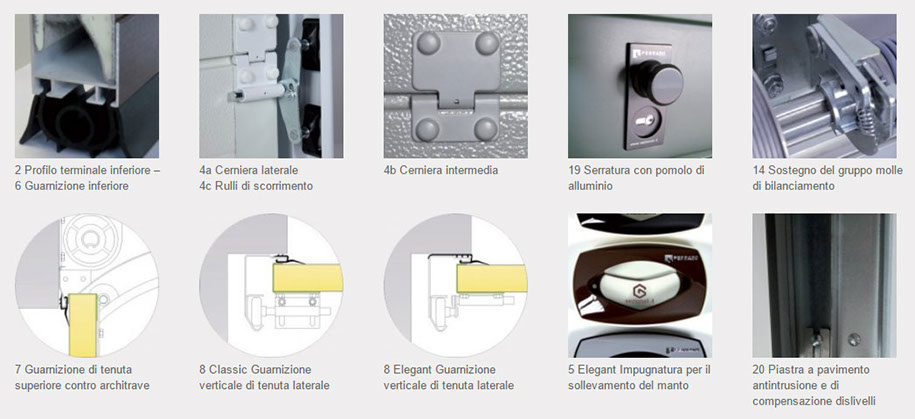 2 Profilo terminale inferiore –
6 Guarnizione inferiore
4a Cerniera laterale
4c Rulli di scorrimento
4b Cerniera intermedia
19 Serratura con pomolo di
alluminio
14 Sostegno del gruppo molle
di bilanciamento
7 Guarnizione di tenuta
superiore contro architrave
8 Classic Guarnizione
verticale di tenuta laterale
8 Elegant Guarnizione
verticale di tenuta laterale
5 Elegant Impugnatura per il
sollevamento del manto
20 Piastra a pavimento
antintrusione e di
compensazione dislivelli